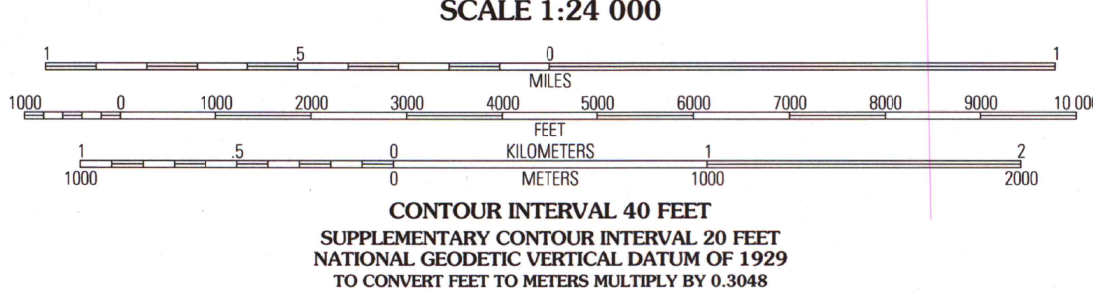 SCALE 1:24 000
1 .5 0 1
MILES
1000 0 1000 2000 3000 4000 5000 6000 7000 8000 9000 10 000
FEET
1 .5 0 KILOMETERS 1 2
1000 0 METERS 1000 2000
CONTOUR INTERVAL 40 FEET
SUPPLEMENTARY CONTOUR INTERVAL 20 FEET
NATIONAL GEODETIC VERTICAL DATUM OF 1929
TO CONVERT FEET TO METERS MULTIPLY BY 0.3048